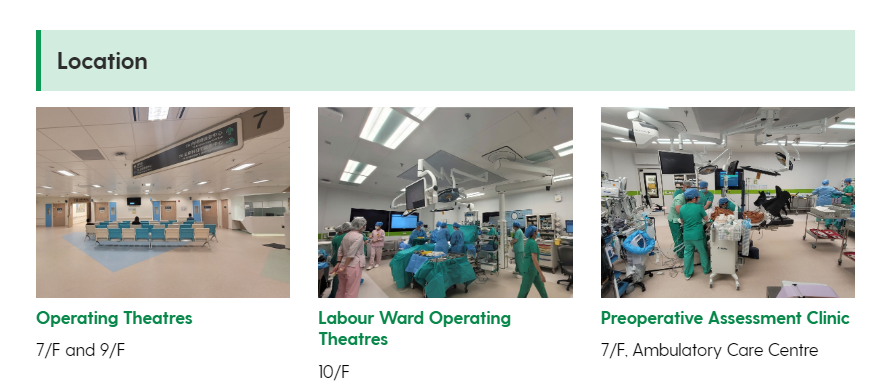 Location
7
Operating Theatres
7/F and 9/F
Labour Ward Operating
Theatres
10/F
Preoperative Assessment Clinic
7/F, Ambulatory Care Centre